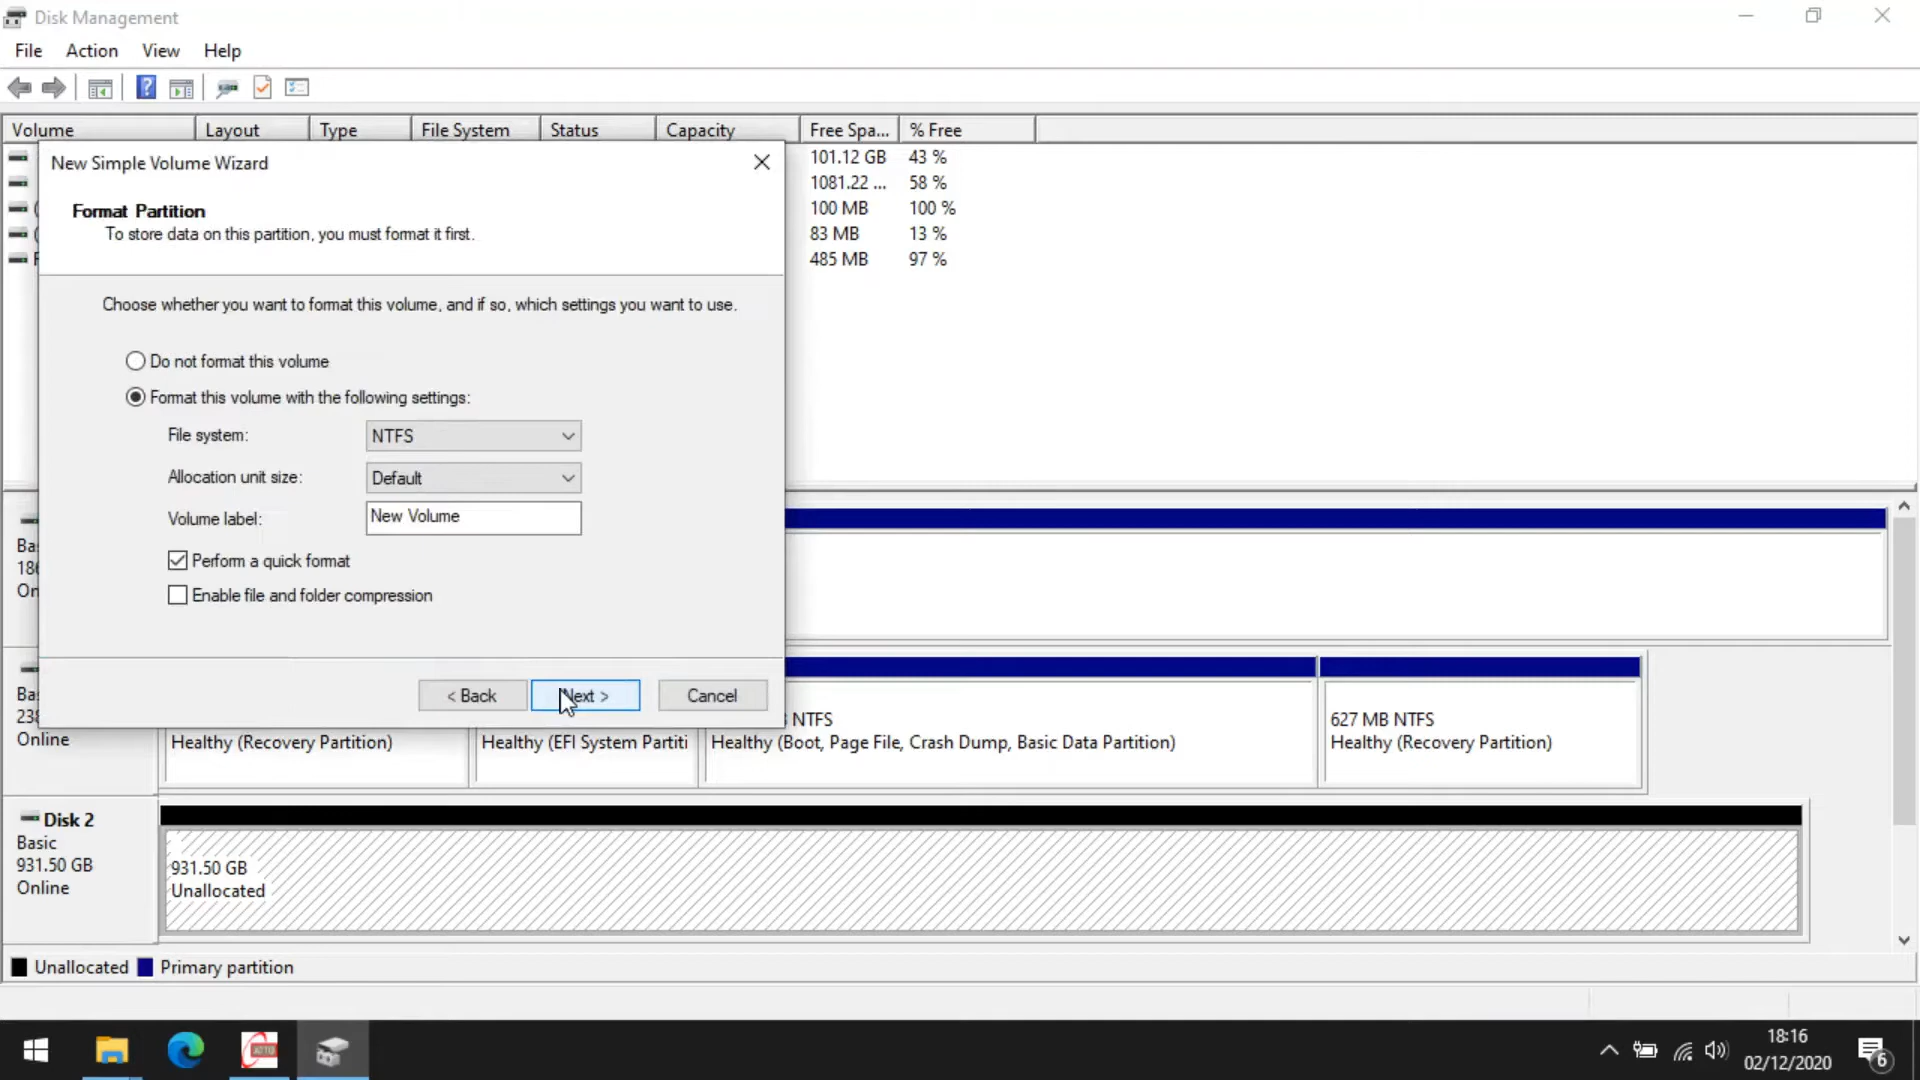 Disk Management
File Action View Help
Volume Layout Type File System Status Capacity Free Spa... % Free
101.12 GB 43 %
1081.22 ... 58 %
( 100 MB 100 %
( 83 MB 13 %
485 MB 97 %
New Simple Volume Wizard
Format Partition
To store data on this partition, you must format it first.
Choose whether you want to format this volume, and if so, which settings you want to use.
Do not format this volume
Format this volume with the following settings:
File system: NTFS
Allocation unit size: Default
Volume label: New Volume
Perform a quick format
Enable file and folder compression
< Back Next > Cancel
Ba
186
On
Ba
238
Online
NTFS
Healthy (Recovery Partition)
Healthy (EFI System Partiti
Healthy (Boot, Page File, Crash Dump, Basic Data Partition)
627 MB NTFS
Healthy (Recovery Partition)
Disk 2
Basic
931.50 GB
Online
931.50 GB
Unallocated
Unallocated Primary partition
ATTO
18:16
02/12/2020
6